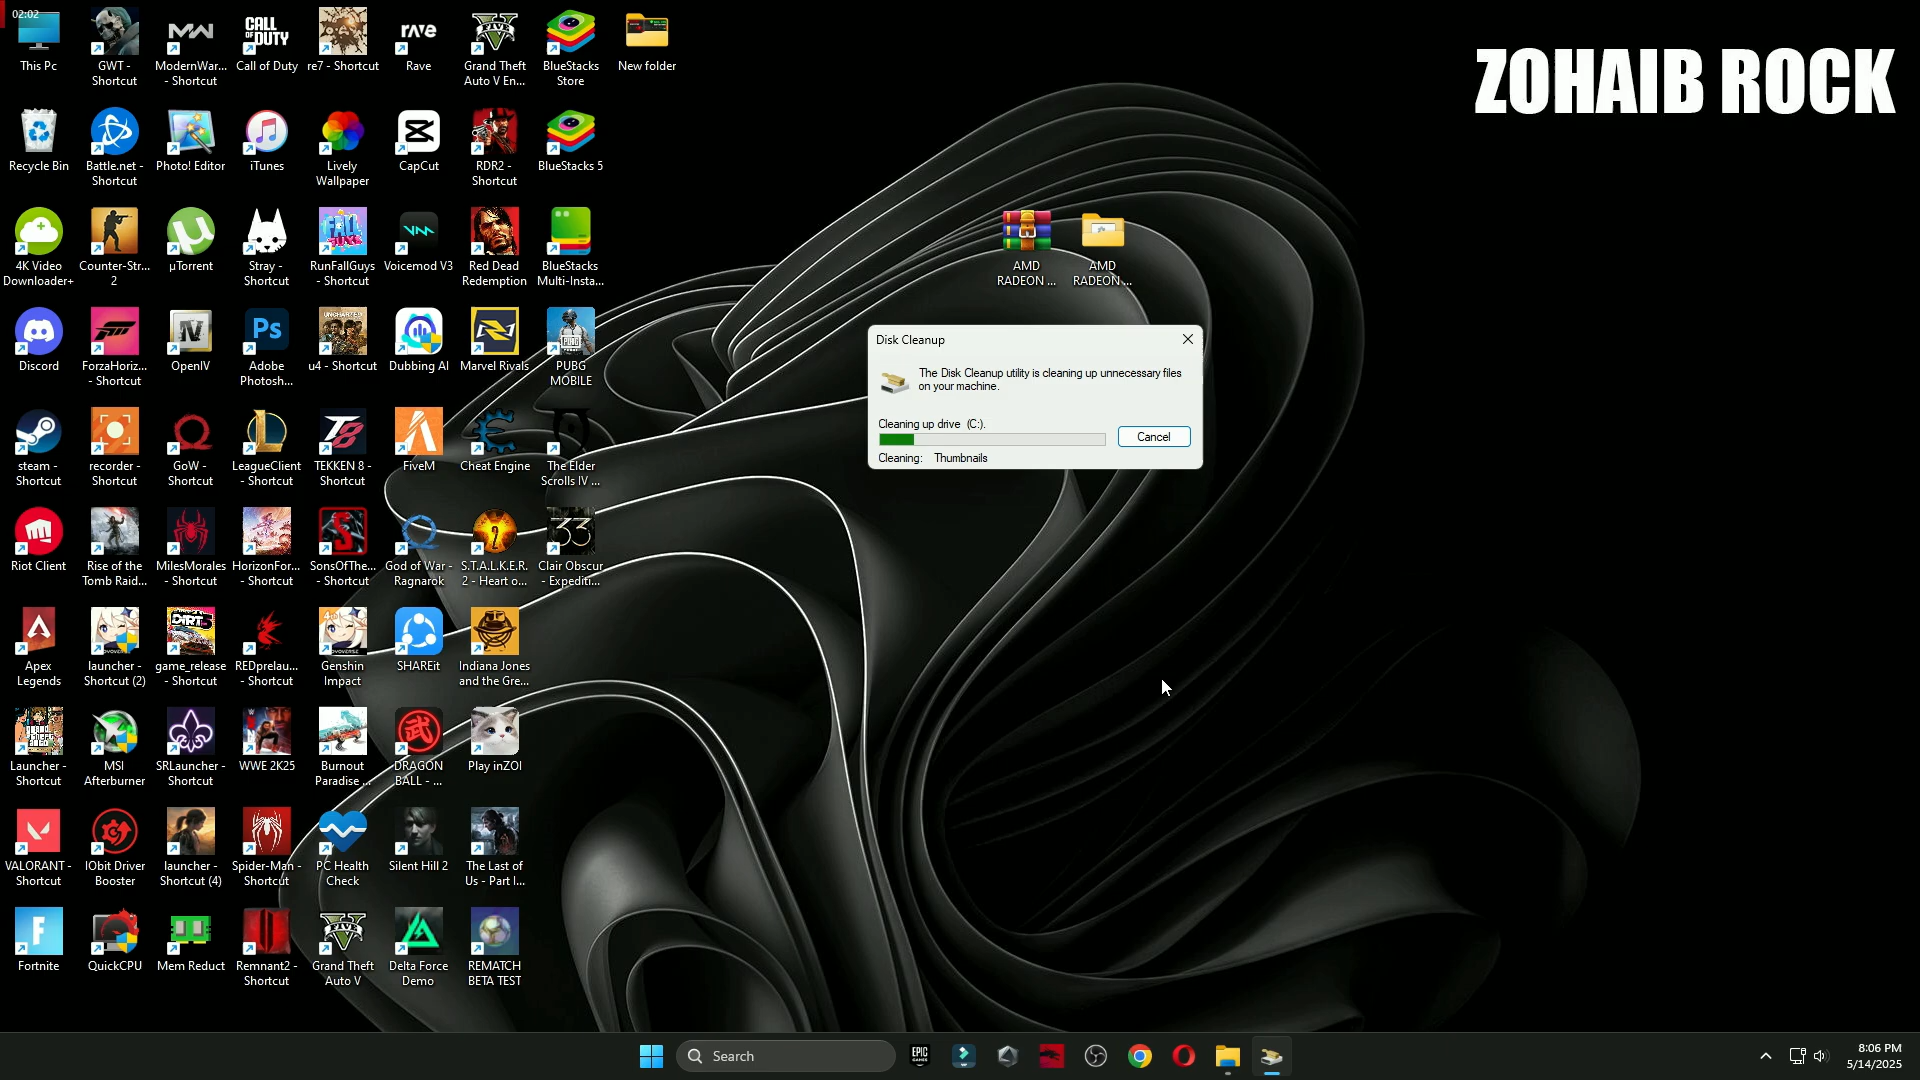 02:02
ZOHAIB ROCK
This Pc
GWT -
Shortcut
ModernWar...
- Shortcut
CALL OF DUTY
Call of Duty
re7 - Shortcut
rave
Rave
Grand Theft
Auto V En...
BlueStacks
Store
New folder
Recycle Bin
Battle.net -
Shortcut
Photo! Editor
iTunes
Lively
Wallpaper
CapCut
RDR2 -
Shortcut
BlueStacks 5
4K Video
Downloader+
Counter-Str...
2
µTorrent
Stray -
Shortcut
RunFallGuys
- Shortcut
Voicemod V3
Red Dead
Redemption
BlueStacks
Multi-Insta...
AMD
RADEON ...
AMD
RADEON ...
Discord
ForzaHoriz...
- Shortcut
OpenIV
Ps
Adobe
Photosh...
u4 - Shortcut
Dubbing AI
Marvel Rivals
PUBG
MOBILE
Disk Cleanup
The Disk Cleanup utility is cleaning up unnecessary files
on your machine.
Cleaning up drive (C:).
Cancel
Cleaning: Thumbnails
steam -
Shortcut
recorder -
Shortcut
GoW -
Shortcut
LeagueClient
- Shortcut
TEKKEN 8 -
Shortcut
FiveM
Cheat Engine
The Elder
Scrolls IV ...
Riot Client
Rise of the
Tomb Raid...
MilesMorales
- Shortcut
HorizonFor...
- Shortcut
SonsOfThe...
- Shortcut
God of War -
Ragnarok
S.T.A.L.K.E.R.
2 - Heart o...
33
Clair Obscur
- Expediti...
Apex
Legends
launcher -
Shortcut (2)
game_release
- Shortcut
REDprelau...
- Shortcut
Genshin
Impact
SHAREit
Indiana Jones
and the Gre...
Launcher -
Shortcut
MSI
Afterburner
SRLauncher -
Shortcut
WWE 2K25
Burnout
Paradise ...
武
DRAGON
BALL - ...
Play inZOI
VALORANT -
Shortcut
IObit Driver
Booster
launcher -
Shortcut (4)
Spider-Man -
Shortcut
PC Health
Check
Silent Hill 2
The Last of
Us - Part I...
Fortnite
QuickCPU
Mem Reduct
Remnant2 -
Shortcut
Grand Theft
Auto V
Delta Force
Demo
REMATCH
BETA TEST
Search
EPIC
GAMES
8:06 PM
5/14/2025